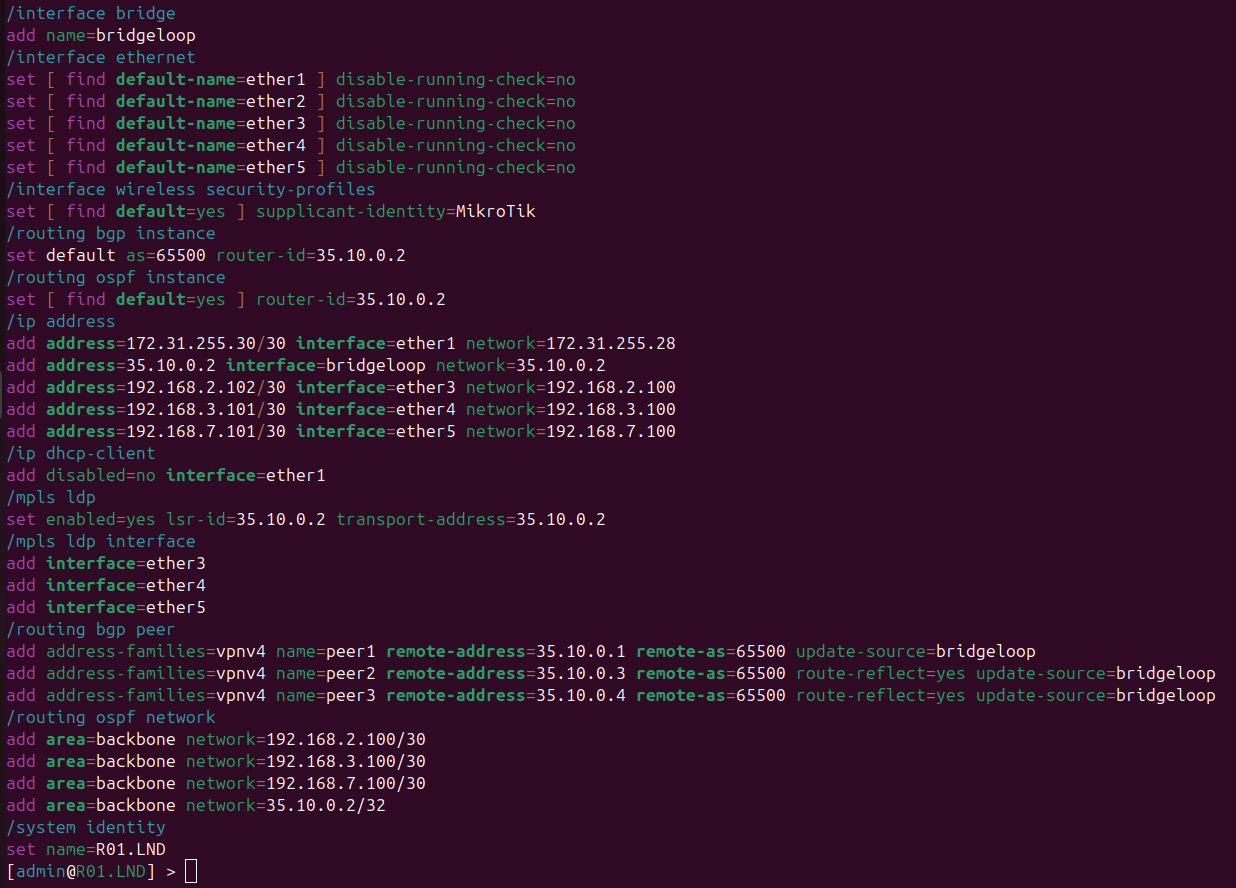 /interface bridge
add name=bridgeloop
/interface ethernet
set [ find default-name=ether1 ] disable-running-check=no
set [ find default-name=ether2 ] disable-running-check=no
set [ find default-name=ether3 ] disable-running-check=no
set [ find default-name=ether4 ] disable-running-check=no
set [ find default-name=ether5 ] disable-running-check=no
/interface wireless security-profiles
set [ find default=yes ] supplicant-identity=MikroTik
/routing bgp instance
set default as=65500 router-id=35.10.0.2
/routing ospf instance
set [ find default=yes ] router-id=35.10.0.2
/ip address
add address=172.31.255.30/30 interface=ether1 network=172.31.255.28
add address=35.10.0.2 interface=bridgeloop network=35.10.0.2
add address=192.168.2.102/30 interface=ether3 network=192.168.2.100
add address=192.168.3.101/30 interface=ether4 network=192.168.3.100
add address=192.168.7.101/30 interface=ether5 network=192.168.7.100
/ip dhcp-client
add disabled=no interface=ether1
/mpls ldp
set enabled=yes lsr-id=35.10.0.2 transport-address=35.10.0.2
/mpls ldp interface
add interface=ether3
add interface=ether4
add interface=ether5
/routing bgp peer
add address-families=vpnv4 name=peer1 remote-address=35.10.0.1 remote-as=65500 update-source=bridgeloop
add address-families=vpnv4 name=peer2 remote-address=35.10.0.3 remote-as=65500 route-reflect=yes update-source=bridgeloop
add address-families=vpnv4 name=peer3 remote-address=35.10.0.4 remote-as=65500 route-reflect=yes update-source=bridgeloop
/routing ospf network
add area=backbone network=192.168.2.100/30
add area=backbone network=192.168.3.100/30
add area=backbone network=192.168.7.100/30
add area=backbone network=35.10.0.2/32
/system identity
set name=R01.LND
[admin@R01.LND] >